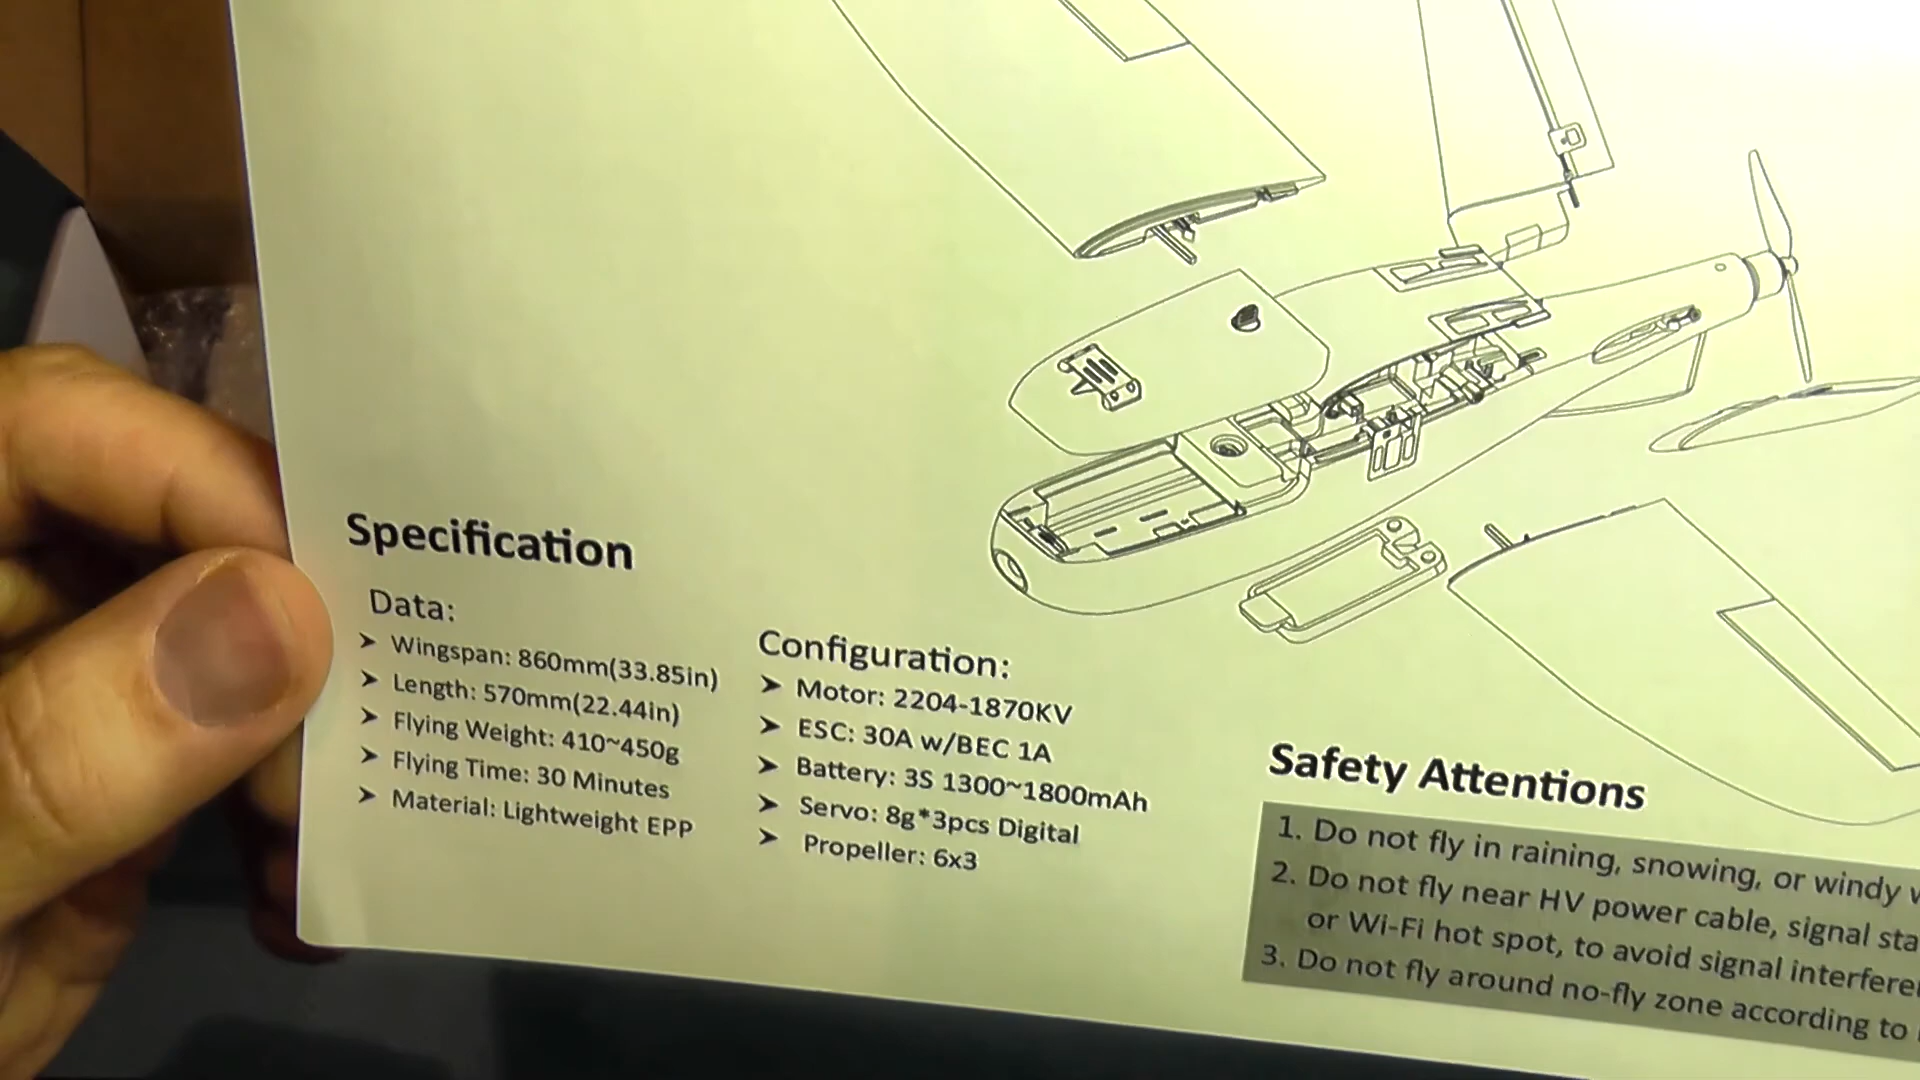 Specification
Data:
➤ Wingspan: 860mm(33.85in)
➤ Length: 570mm(22.44in)
➤ Flying Weight: 410~450g
➤ Flying Time: 30 Minutes
➤ Material: Lightweight EPP
Configuration:
➤ Motor: 2204-1870KV
➤ ESC: 30A w/BEC 1A
➤ Battery: 3S 1300~1800mAh
➤ Servo: 8g*3pcs Digital
➤ Propeller: 6x3
Safety Attentions
1. Do not fly in raining, snowing, or windy
2. Do not fly near HV power cable, signal
or Wi-Fi hot spot, to avoid signal
3. Do not fly around no-fly zone according to